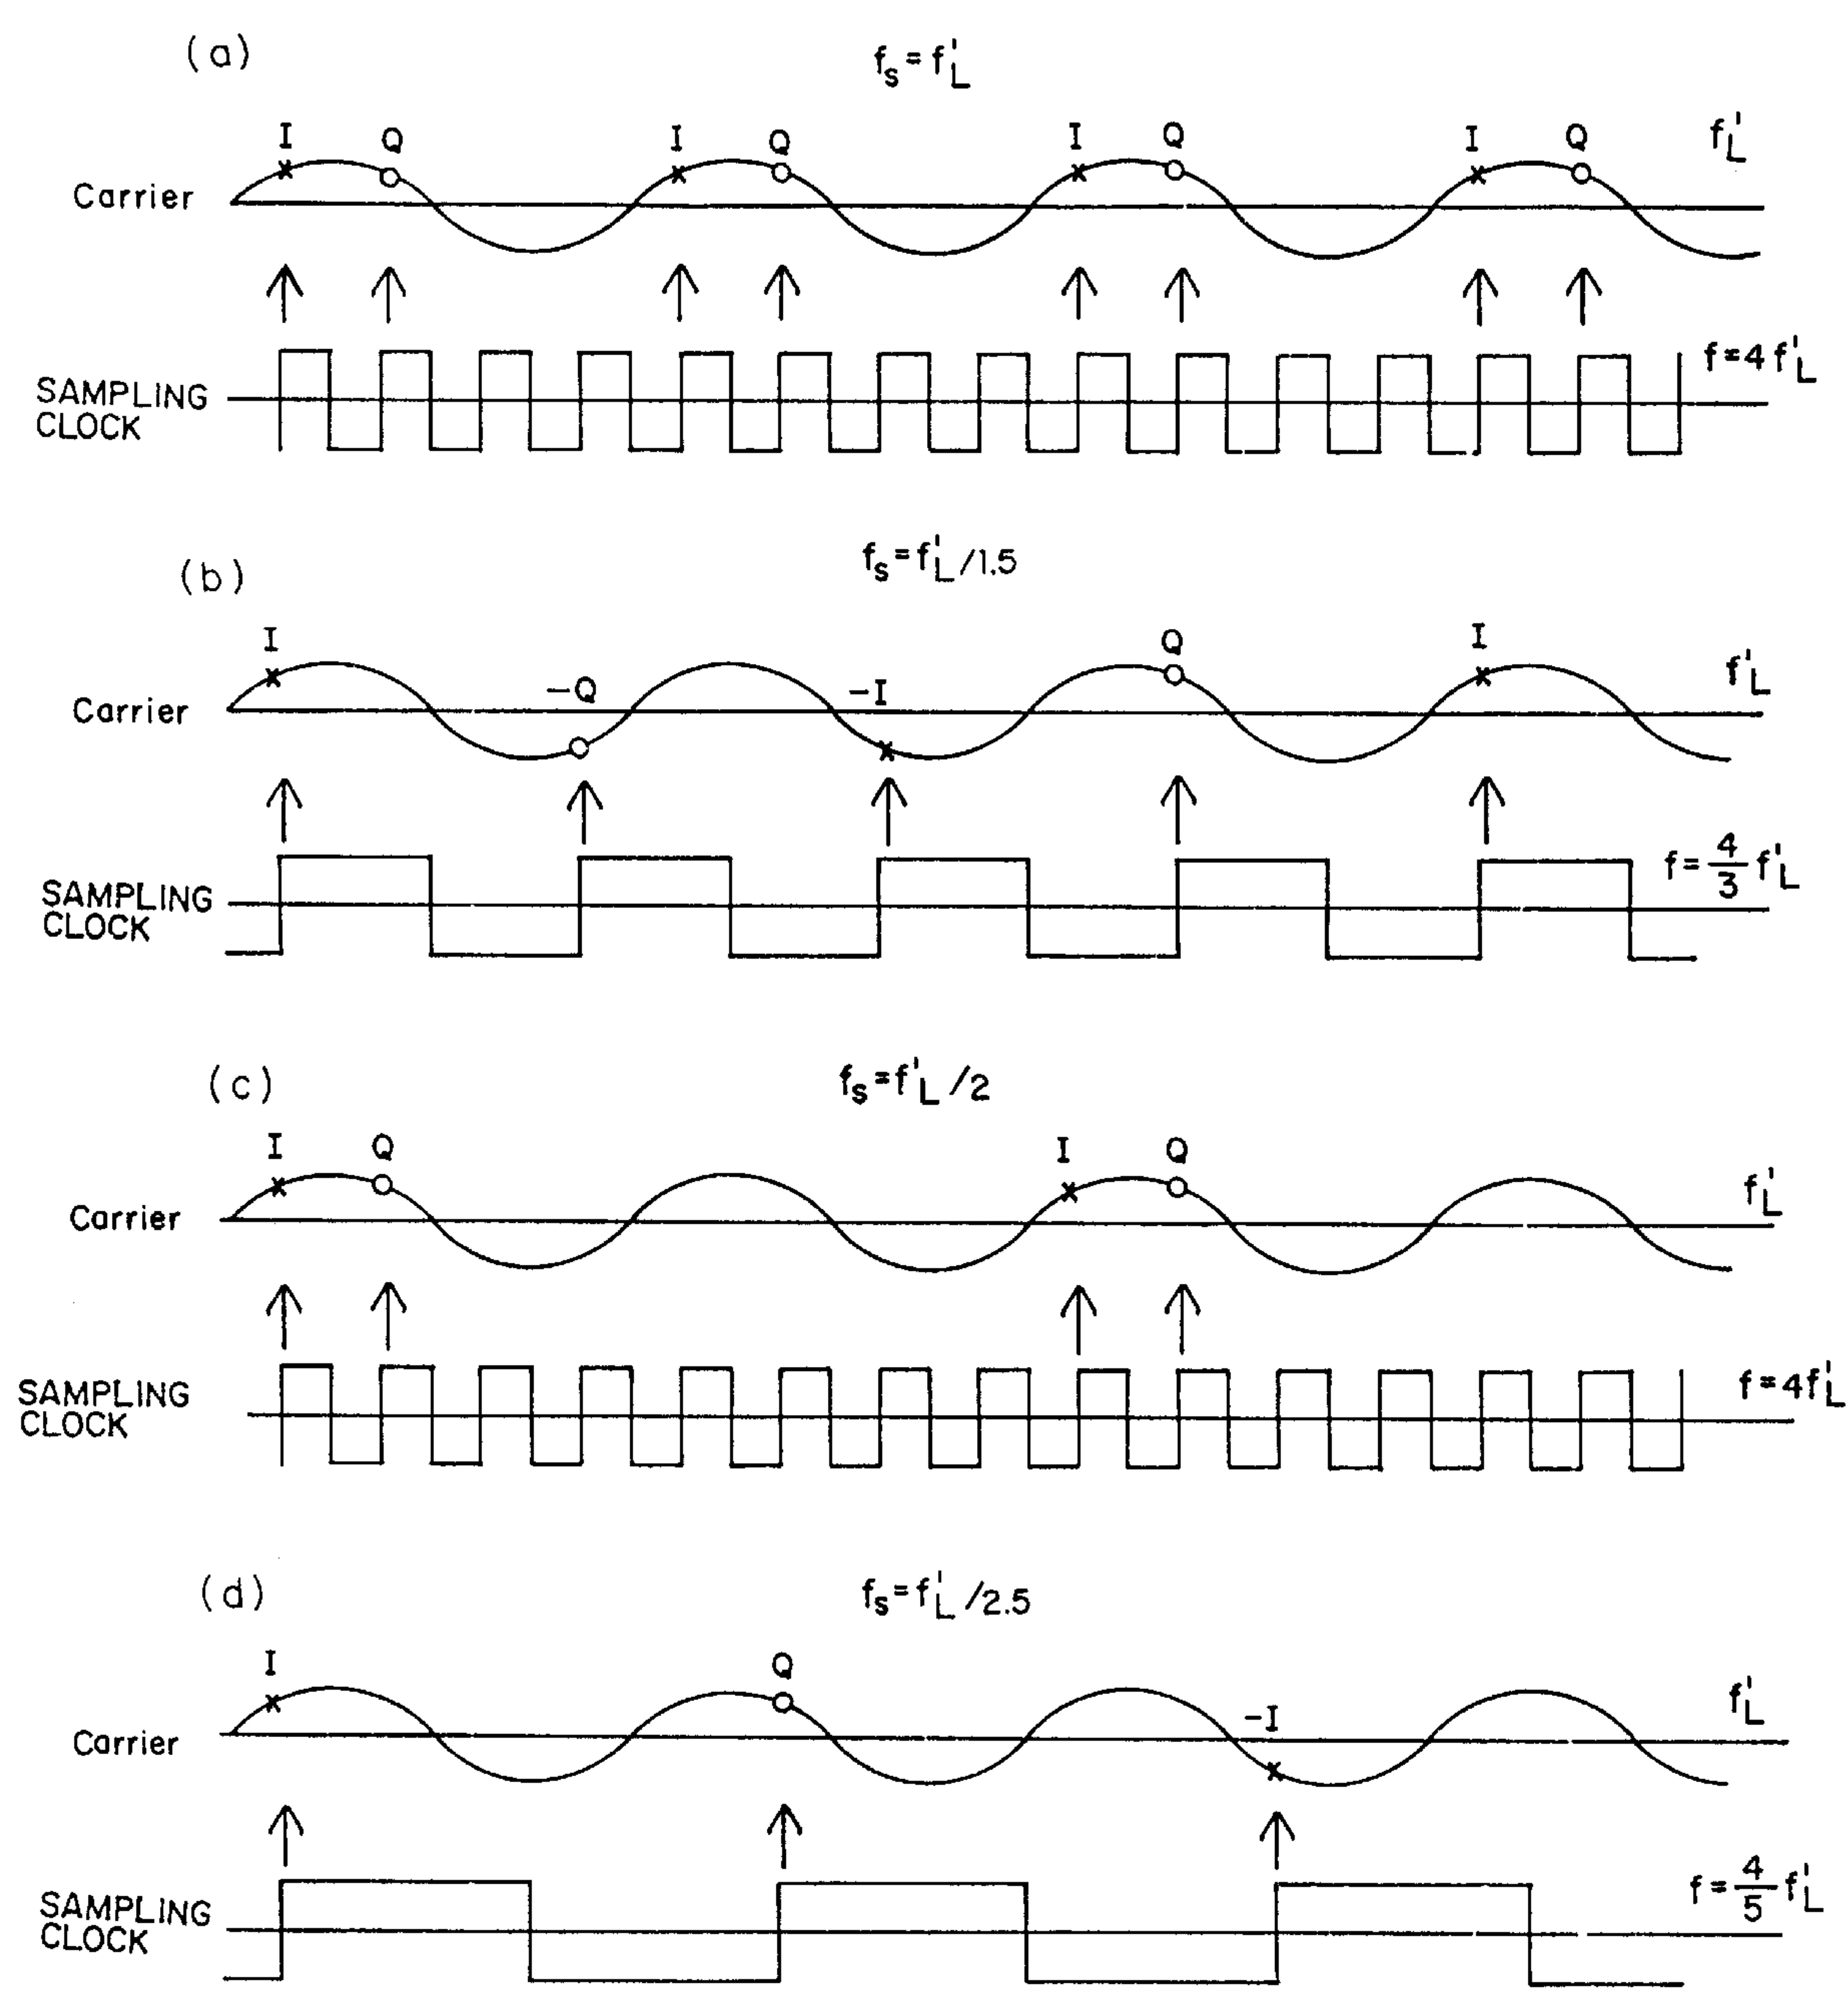 (a)
fs = f'L
I Q I Q I Q I Q f'L
Carrier
f = 4 f'L
SAMPLING
CLOCK
(b)
fs = f'L /1.5
I -Q -I Q I f'L
Carrier
f = 4/3 f'L
SAMPLING
CLOCK
(c)
fs = f'L /2
I Q I Q f'L
Carrier
f = 4f'L
SAMPLING
CLOCK
(d)
fs = f'L /2.5
I Q -I f'L
Carrier
f = 4/5 f'L
SAMPLING
CLOCK